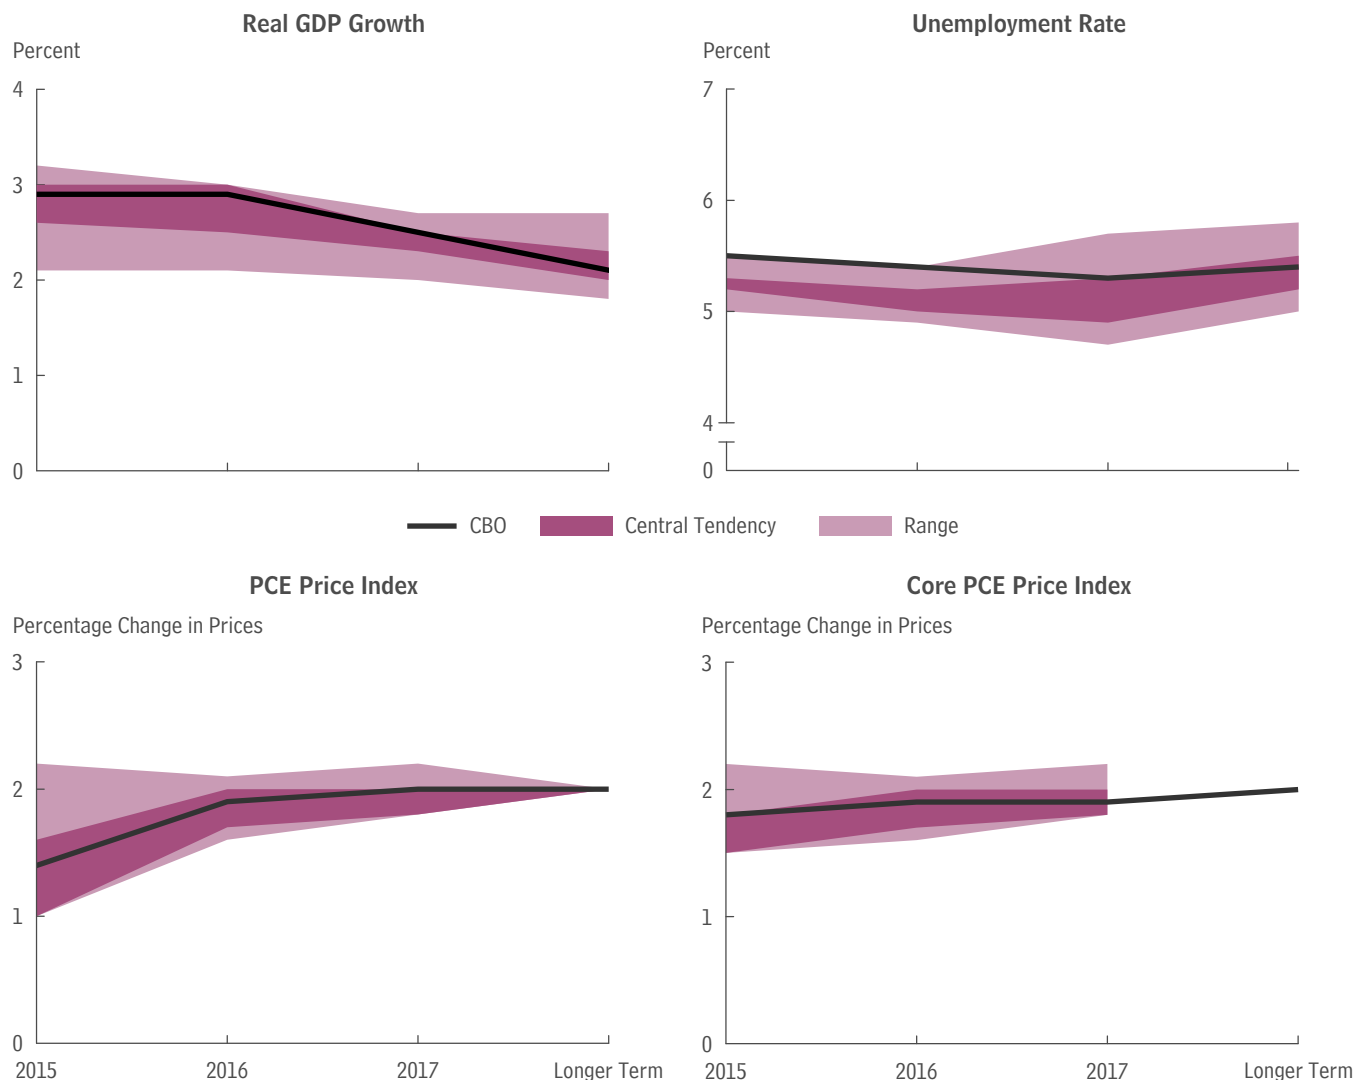 Real GDP Growth
Percent
4
3
2
1
0
Unemployment Rate
Percent
7
6
5
4
0
CBO
Central Tendency
Range
PCE Price Index
Percentage Change in Prices
3
2
1
0
2015 2016 2017 Longer Term
Core PCE Price Index
Percentage Change in Prices
3
2
1
0
2015 2016 2017 Longer Term